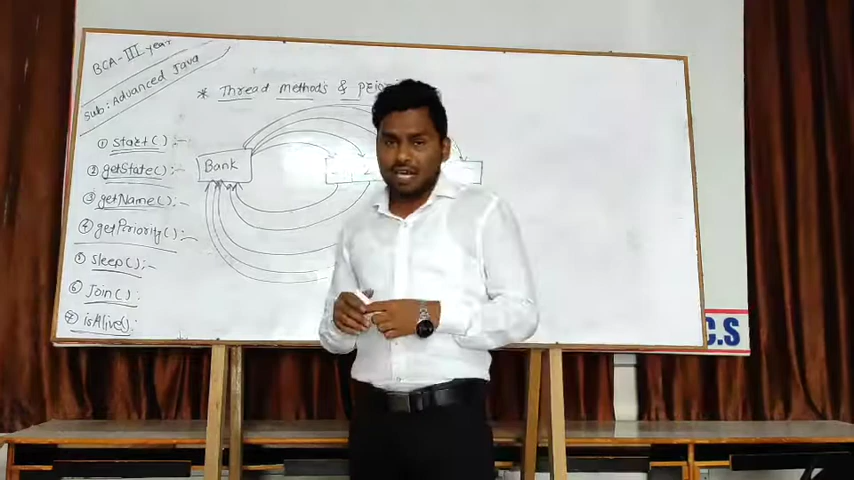 BCA-III year
Sub: Advanced Java
* Thread Methods &
① start() :-
② getState() :-
③ getName() :-
④ getPriority() :-
⑤ sleep() :-
⑥ Join() :-
⑦ isAlive() :-
Bank